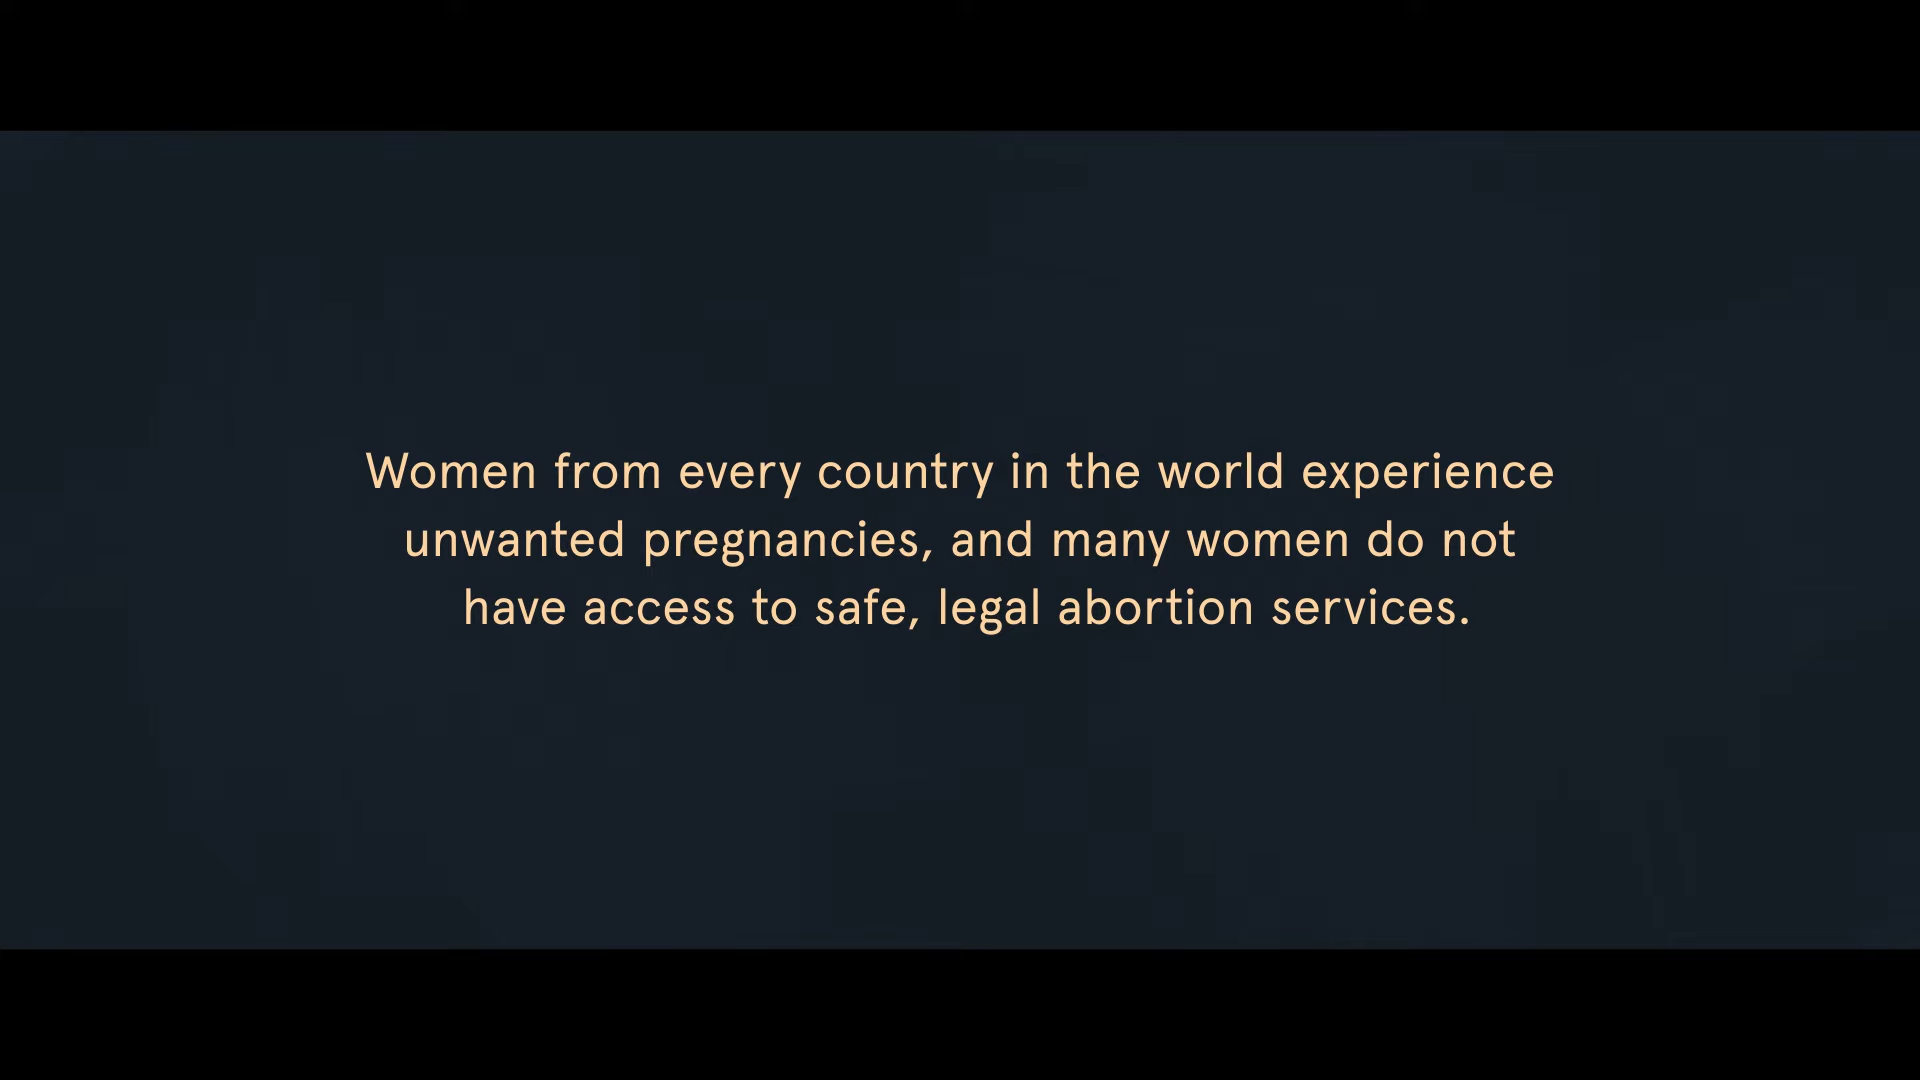 Women from every country in the world experience
unwanted pregnancies, and many women do not
have access to safe, legal abortion services.